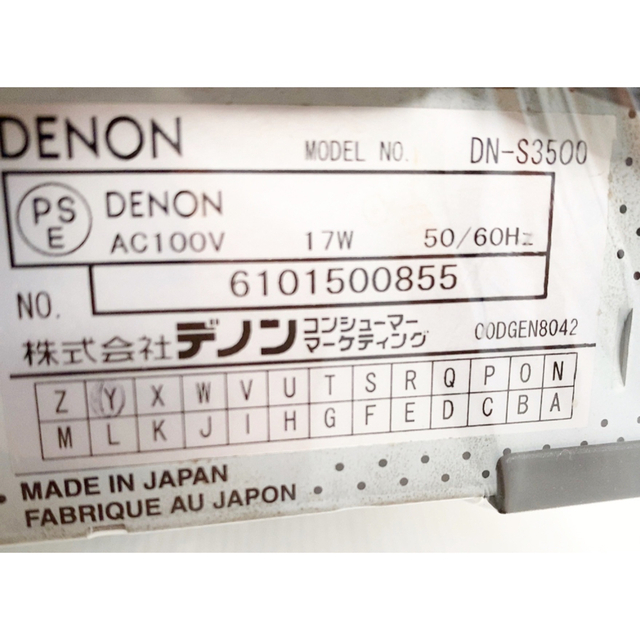 DENON MODEL NO. DN-S3500
PS
E
DENON
AC100V 17W 50/60Hz
NO. 6101500855
株式会社デノン コンシューマー
マーケティング 00DGEN8042
Z Y X W V U T S R Q P O N
M L K J I H G F E D C B A
MADE IN JAPAN
FABRIQUE AU JAPON